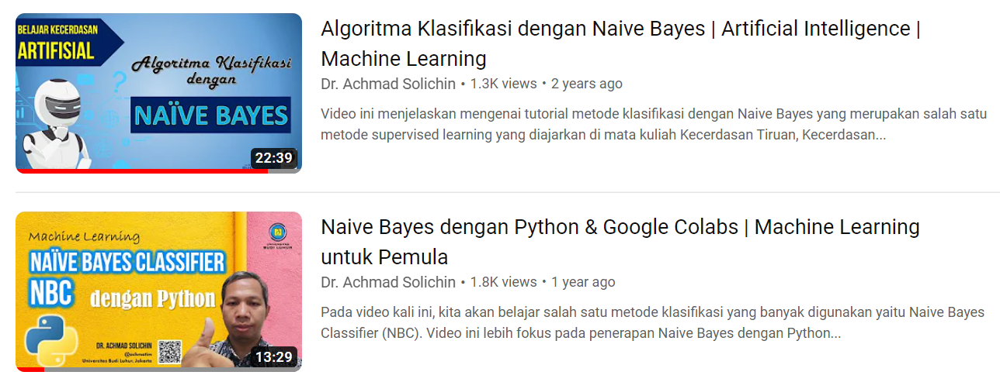 BELAJAR KECERDASAN
ARTIFISIAL
Algoritma Klasifikasi
dengan
NAÏVE BAYES
22:39
Algoritma Klasifikasi dengan Naive Bayes | Artificial Intelligence |
Machine Learning
Dr. Achmad Solichin • 1.3K views • 2 years ago
Video ini menjelaskan mengenai tutorial metode klasifikasi dengan Naive Bayes yang merupakan salah satu
metode supervised learning yang diajarkan di mata kuliah Kecerdasan Tiruan, Kecerdasan...
Machine Learning
NAÏVE BAYES CLASSIFIER
NBC dengan Python
UNIVERSITAS
BUDI LUHUR
DR. ACHMAD SOLICHIN
@achmatim
Universitas Budi Luhur, Jakarta
13:29
Naive Bayes dengan Python & Google Colabs | Machine Learning
untuk Pemula
Dr. Achmad Solichin • 1.8K views • 1 year ago
Pada video kali ini, kita akan belajar salah satu metode klasifikasi yang banyak digunakan yaitu Naive Bayes
Classifier (NBC). Video ini lebih fokus pada penerapan Naive Bayes dengan Python...